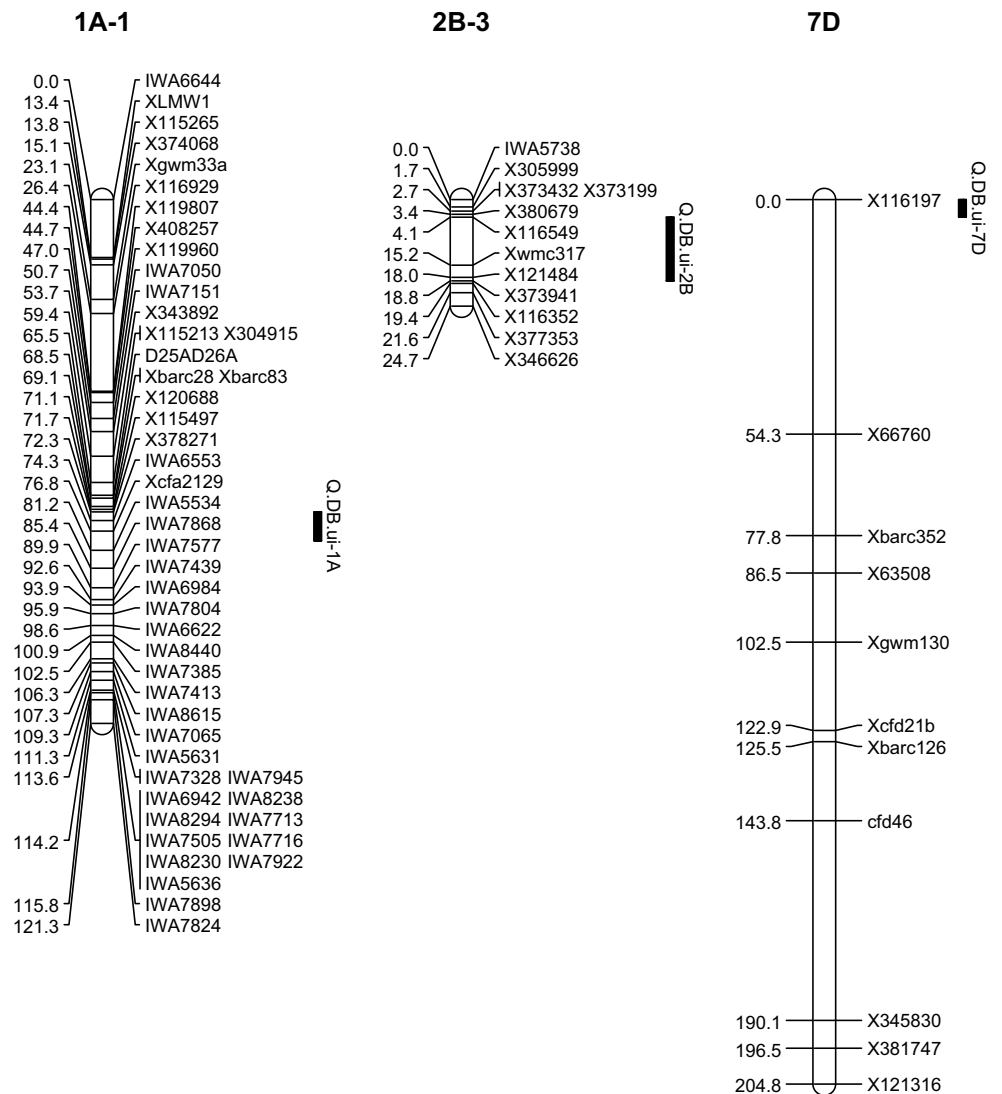 1A-1
0.0 IWA6644
13.4 XLMW1
13.8 X115265
15.1 X374068
23.1 Xgwm33a
26.4 X116929
44.4 X119807
44.7 X408257
47.0 X119960
50.7 IWA7050
53.7 IWA7151
59.4 X343892
65.5 X115213 X304915
68.5 D25AD26A
69.1 Xbarc28 Xbarc83
71.1 X120688
71.7 X115497
72.3 X378271
74.3 IWA6553
76.8 Xcfa2129
81.2 IWA5534
85.4 IWA7868
89.9 IWA7577
92.6 IWA7439
93.9 IWA6984
95.9 IWA7804
98.6 IWA6622
100.9 IWA8440
102.5 IWA7385
106.3 IWA7413
107.3 IWA8615
109.3 IWA7065
111.3 IWA5631
113.6 IWA7328 IWA7945
IWA6942 IWA8238
IWA8294 IWA7713
114.2 IWA7505 IWA7716
IWA8230 IWA7922
IWA5636
115.8 IWA7898
121.3 IWA7824
Q.DB.ui-1A
2B-3
0.0 IWA5738
1.7 X305999
2.7 X373432 X373199
3.4 X380679
4.1 X116549
15.2 Xwmc317
18.0 X121484
18.8 X373941
19.4 X116352
21.6 X377353
24.7 X346626
Q.DB.ui-2B
7D
0.0 X116197
54.3 X66760
77.8 Xbarc352
86.5 X63508
102.5 Xgwm130
122.9 Xcfd21b
125.5 Xbarc126
143.8 cfd46
190.1 X345830
196.5 X381747
204.8 X121316
Q.DB.ui-7D